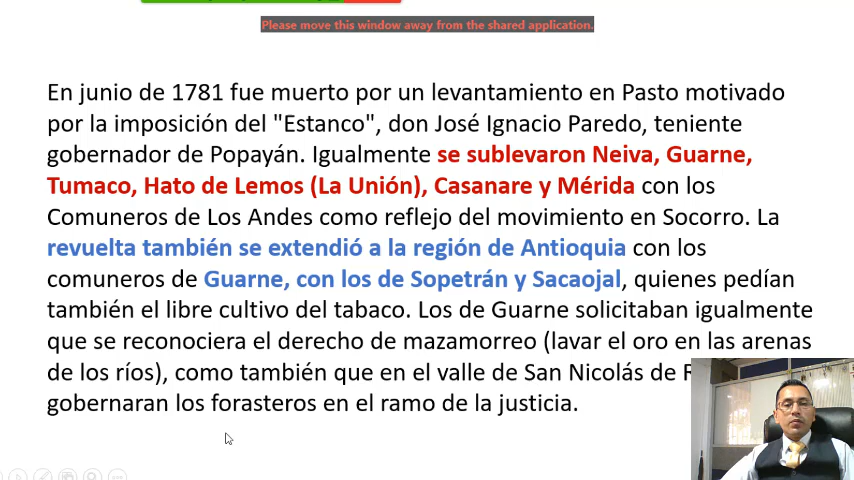 Please move this window away from the shared application.
En junio de 1781 fue muerto por un levantamiento en Pasto motivado
por la imposición del "Estanco", don José Ignacio Paredo, teniente
gobernador de Popayán. Igualmente se sublevaron Neiva, Guarne,
Tumaco, Hato de Lemos (La Unión), Casanare y Mérida con los
Comuneros de Los Andes como reflejo del movimiento en Socorro. La
revuelta también se extendió a la región de Antioquia con los
comuneros de Guarne, con los de Sopetrán y Sacaojal, quienes pedían
también el libre cultivo del tabaco. Los de Guarne solicitaban igualmente
que se reconociera el derecho de mazamorreo (lavar el oro en las arenas
de los ríos), como también que en el valle de San Nicolás de
gobernaran los forasteros en el ramo de la justicia.